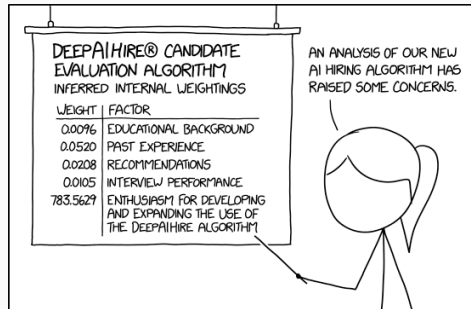 DEEPAIHIRE® CANDIDATE
EVALUATION ALGORITHM
INFERRED INTERNAL WEIGHTINGS
WEIGHT FACTOR
0.0096 EDUCATIONAL BACKGROUND
0.0520 PAST EXPERIENCE
0.0208 RECOMMENDATIONS
0.0105 INTERVIEW PERFORMANCE
783.5629 ENTHUSIASM FOR DEVELOPING
AND EXPANDING THE USE OF
THE DEEPAIHIRE ALGORITHM
AN ANALYSIS OF OUR NEW
AI HIRING ALGORITHM HAS
RAISED SOME CONCERNS.